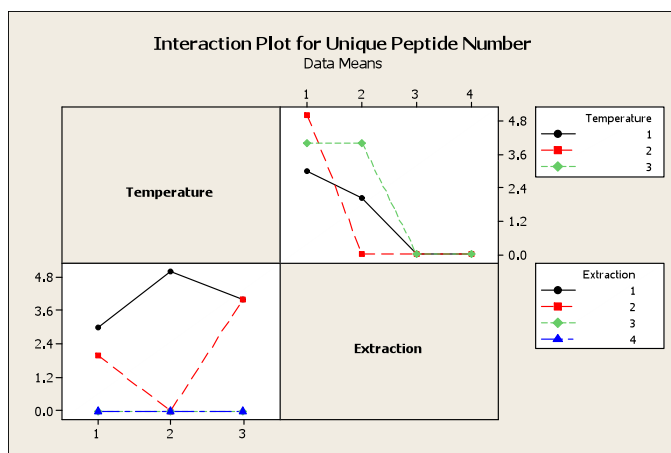 Interaction Plot for Unique Peptide Number
Data Means
1 2 3 4
Temperature
4.8
3.6
2.4
1.2
0.0
Temperature
1
2
3
4.8
3.6
2.4
1.2
0.0
Extraction
Extraction
1
2
3
4
1 2 3